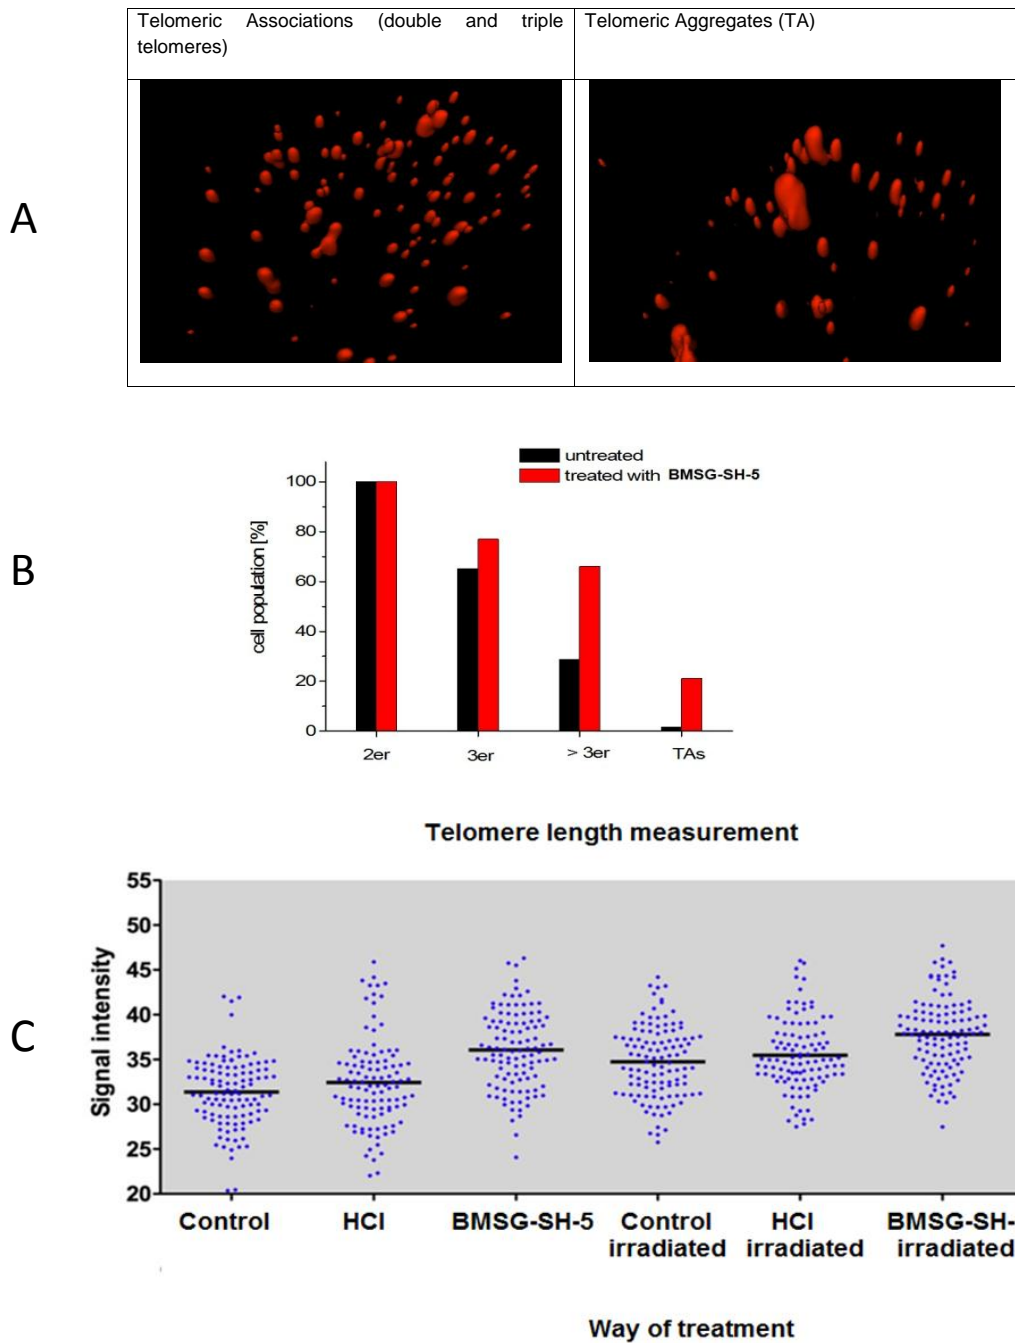 Telomeric Associations (double and triple
telomeres)
Telomeric Aggregates (TA)
A
B
untreated
treated with BMSG-SH-5
cell population [%]
100
80
60
40
20
0
2er
3er
> 3er
TAs
C
Telomere length measurement
Signal intensity
55
50
45
40
35
30
25
20
Control
HCl
BMSG-SH-5
Control
irradiated
HCl
irradiated
BMSG-SH-
irradiated
Way of treatment